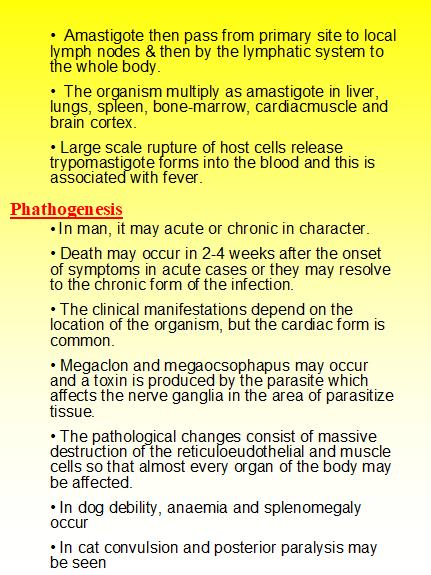 • Amastigote then pass from primary site to local
lymph nodes & then by the lymphatic system to
the whole body.
• The organism multiply as amastigote in liver,
lungs, spleen, bone-marrow, cardiacmuscle and
brain cortex.
• Large scale rupture of host cells release
trypomastigote forms into the blood and this is
associated with fever.
Phathogenesis
• In man, it may acute or chronic in character.
• Death may occur in 2-4 weeks after the onset
of symptoms in acute cases or they may resolve
to the chronic form of the infection.
• The clinical manifestations depend on the
location of the organism, but the cardiac form is
common.
• Megaclon and megaocsophapus may occur
and a toxin is produced by the parasite which
affects the nerve ganglia in the area of parasitize
tissue.
• The pathological changes consist of massive
destruction of the reticuloeudothelial and muscle
cells so that almost every organ of the body may
be affected.
• In dog debility, anaemia and splenomegaly
occur
• In cat convulsion and posterior paralysis may
be seen